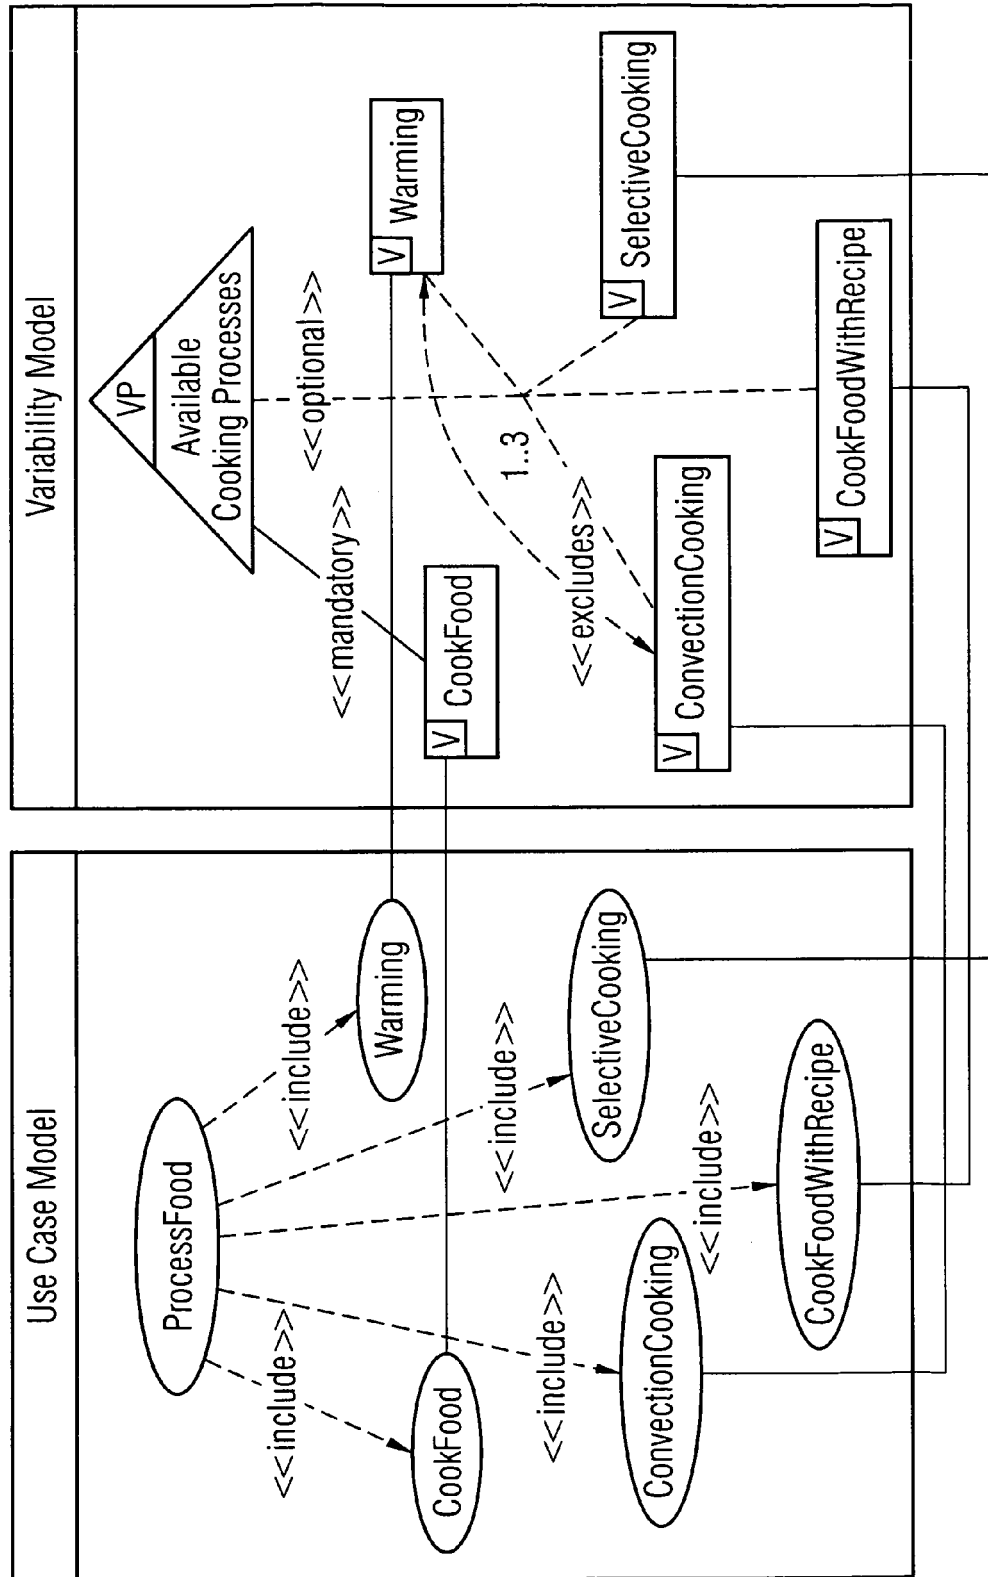 Use Case Model
ProcessFood
<<include>>
<<include>>
<<include>>
<<include>>
<<include>>
CookFood
Warming
ConvectionCooking
SelectiveCooking
CookFoodWithRecipe
Variability Model
VP
Available
Cooking Processes
<<mandatory>>
<<optional>>
V CookFood
V Warming
<<excludes>>
1..3
V ConvectionCooking
V SelectiveCooking
V CookFoodWithRecipe